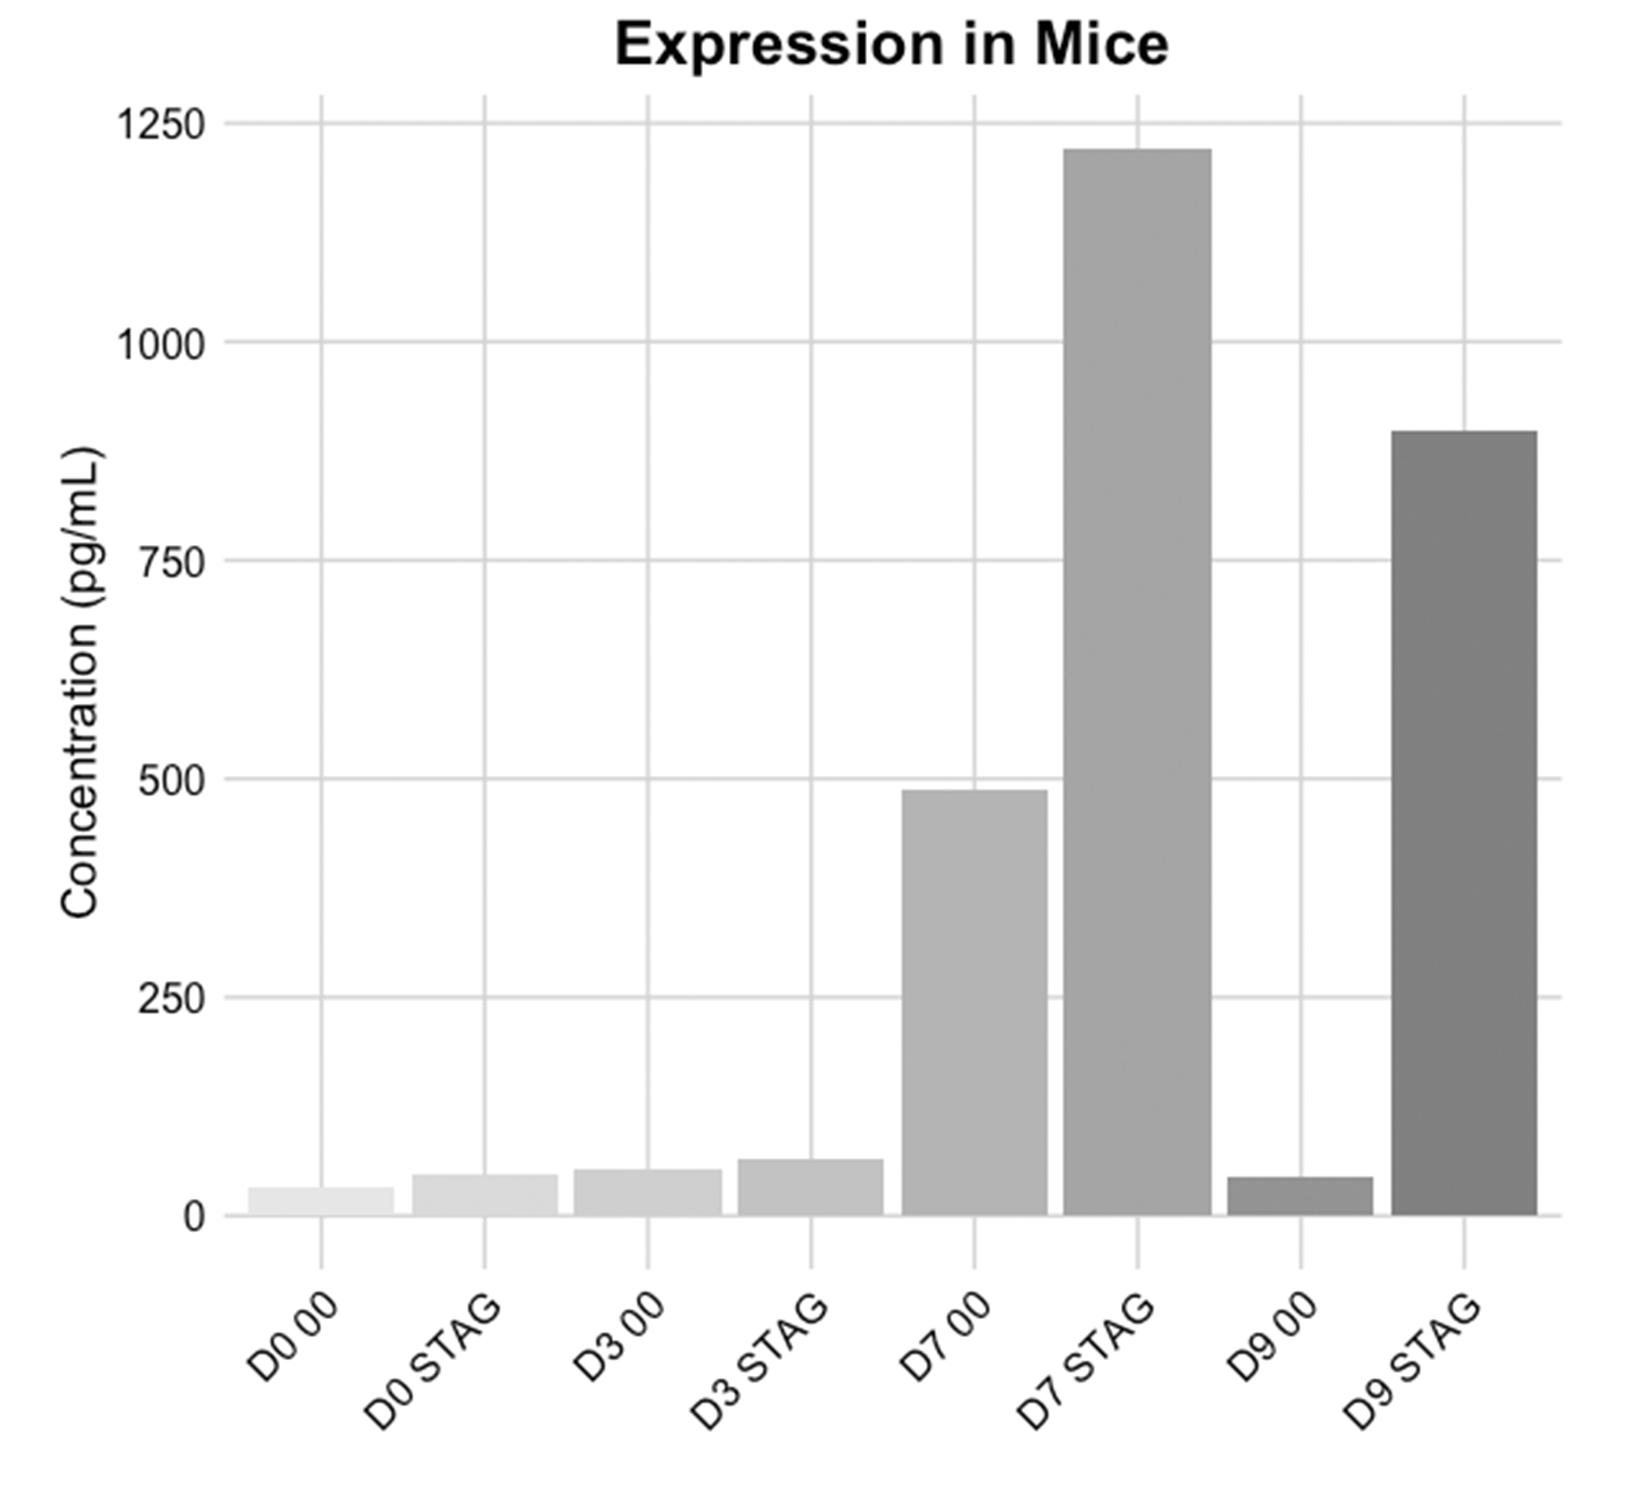 Expression in Mice
Concentration (pg/mL)
1250
1000
750
500
250
0
D0 00
D0 STAG
D3 00
D3 STAG
D7 00
D7 STAG
D9 00
D9 STAG